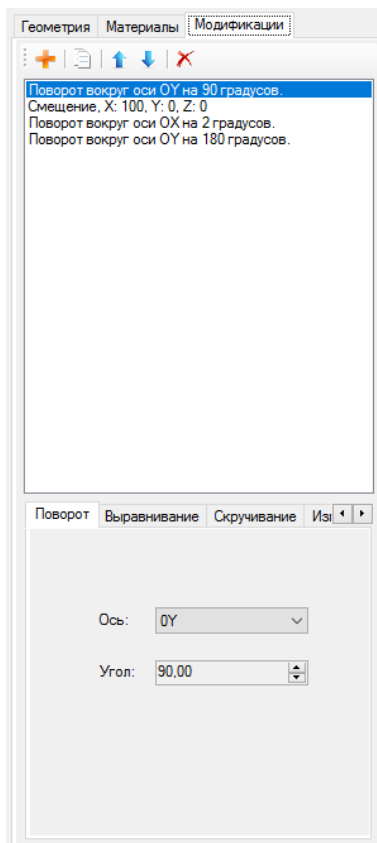 Геометрия Материалы Модификации
Поворот вокруг оси OY на 90 градусов.
Смещение, X: 100, Y: 0, Z: 0
Поворот вокруг оси OX на 2 градусов.
Поворот вокруг оси OY на 180 градусов.
Поворот Выравнивание Скручивание
Ось: 0Y
Угол: 90,00